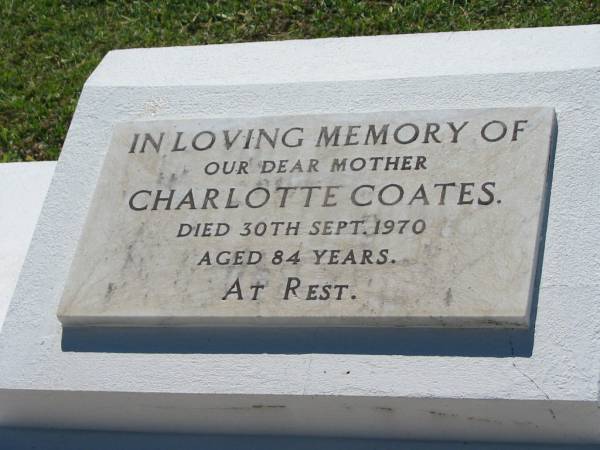 IN LOVING MEMORY OF
OUR DEAR MOTHER
CHARLOTTE COATES.
DIED 30TH SEPT. 1970
AGED 84 YEARS.
AT REST.